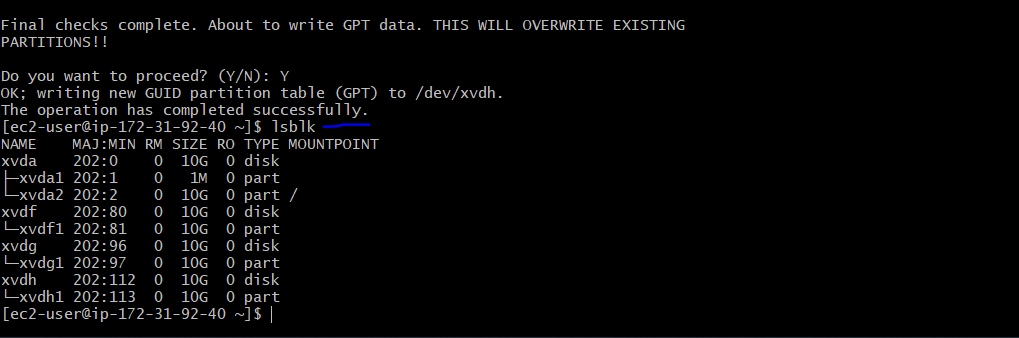 Final checks complete. About to write GPT data. THIS WILL OVERWRITE EXISTING
PARTITIONS!!
Do you want to proceed? (Y/N): Y
OK; writing new GUID partition table (GPT) to /dev/xvdh.
The operation has completed successfully.
[ec2-user@ip-172-31-92-40 ~]$ lsblk
NAME    MAJ:MIN RM SIZE RO TYPE MOUNTPOINT
xvda    202:0    0  10G  0 disk
├─xvda1 202:1    0   1M  0 part
└─xvda2 202:2    0  10G  0 part /
xvdf    202:80   0  10G  0 disk
└─xvdf1 202:81   0  10G  0 part
xvdg    202:96   0  10G  0 disk
└─xvdg1 202:97   0  10G  0 part
xvdh    202:112  0  10G  0 disk
└─xvdh1 202:113  0  10G  0 part
[ec2-user@ip-172-31-92-40 ~]$